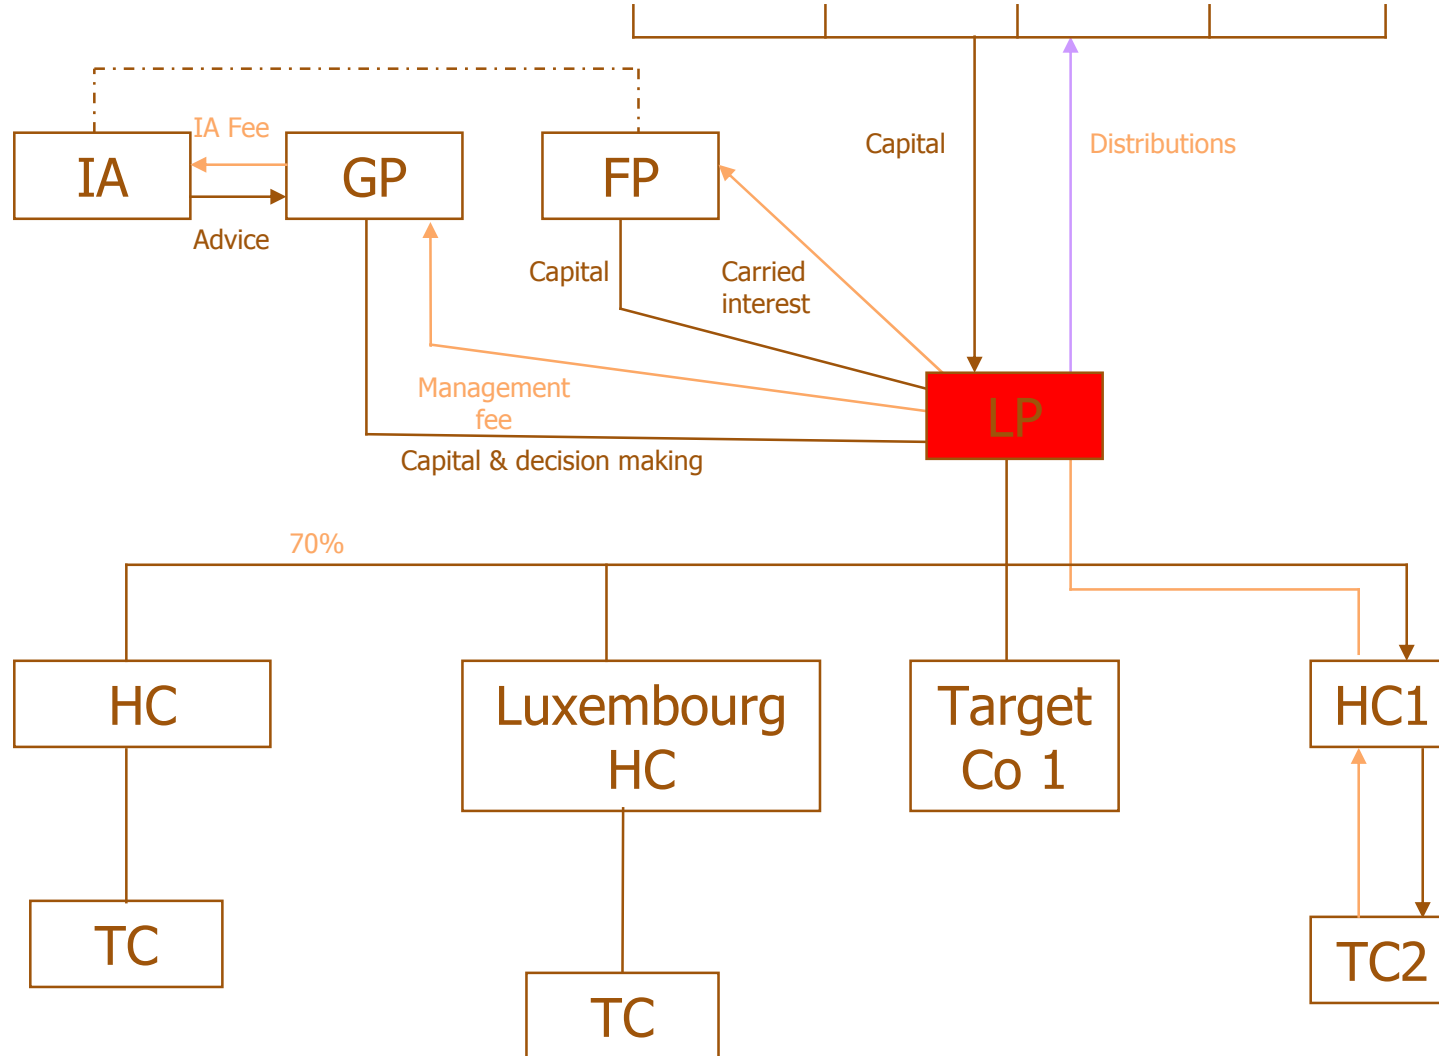 IA Fee
Capital
Distributions
IA
GP
FP
Advice
Capital
Carried
interest
Management
fee
LP
Capital & decision making
70%
HC
Luxembourg
HC
Target
Co 1
HC1
TC
TC2
TC